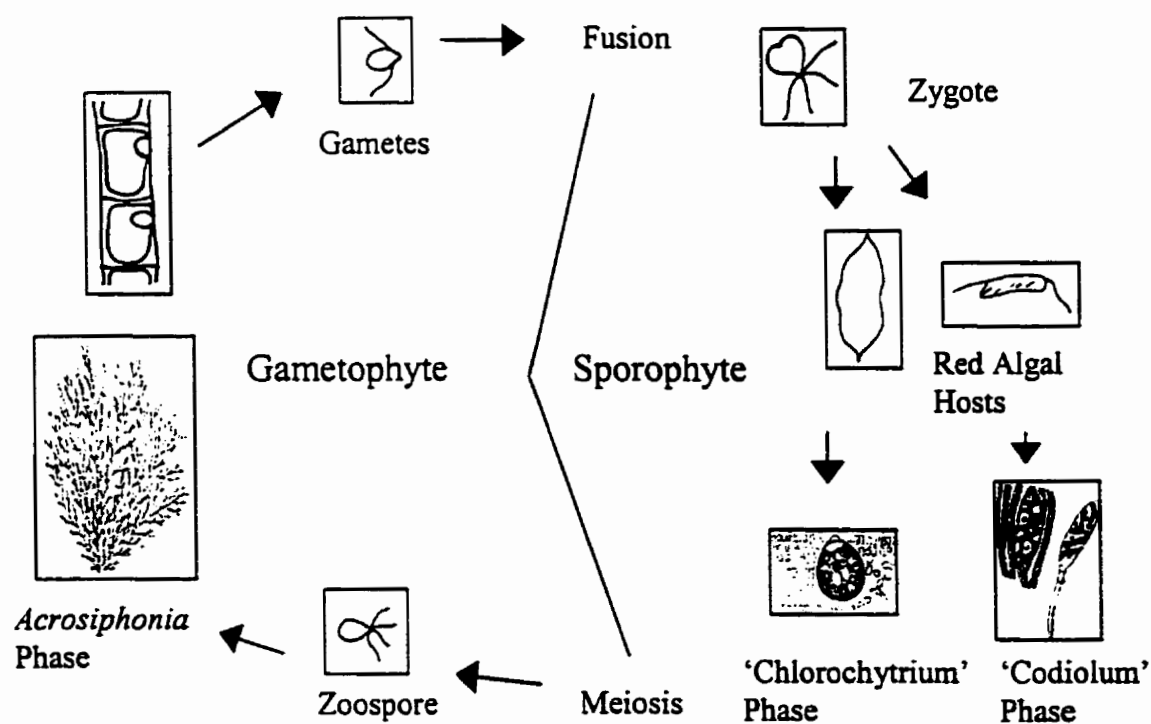 Fusion
Gametes
Zygote
Gametophyte
Sporophyte
Red Algal
Hosts
Acrosiphonia
Phase
Zoospore
Meiosis
'Chlorochytrium'
Phase
'Codiolum'
Phase